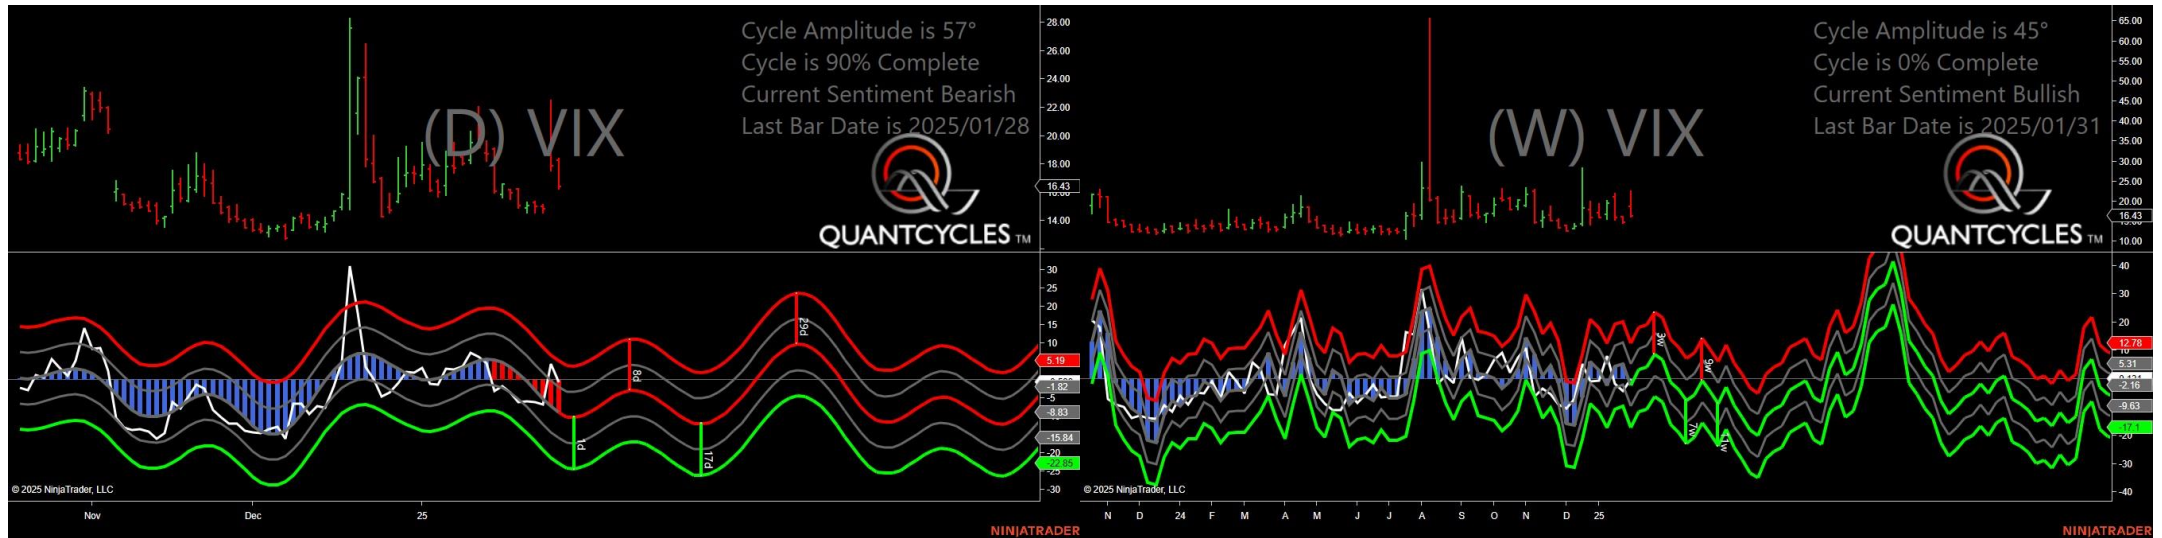 Cycle Amplitude is 57°
Cycle is 90% Complete
Current Sentiment Bearish
Last Bar Date is 2025/01/28
(D) VIX
QUANTCYCLES TM
28.00
26.00
24.00
22.00
20.00
18.00
16.43
14.00
30
25
20
15
10
5.19
-1.82
-5
-8.83
-15.84
-20
-22.85
-30
1d
8d
17d
29d
© 2025 NinjaTrader, LLC
Nov Dec 25
NINJATRADER
Cycle Amplitude is 45°
Cycle is 0% Complete
Current Sentiment Bullish
Last Bar Date is 2025/01/31
(W) VIX
QUANTCYCLES TM
65.00
60.00
55.00
50.00
45.00
40.00
35.00
30.00
25.00
20.00
16.43
10.00
40
30
20
12.78
5.31
-2.16
-9.63
-17.1
-20
-30
-40
3w
7w
9w
11w
© 2025 NinjaTrader, LLC
N D 24 F M A M J J A S O N D 25
NINJATRADER